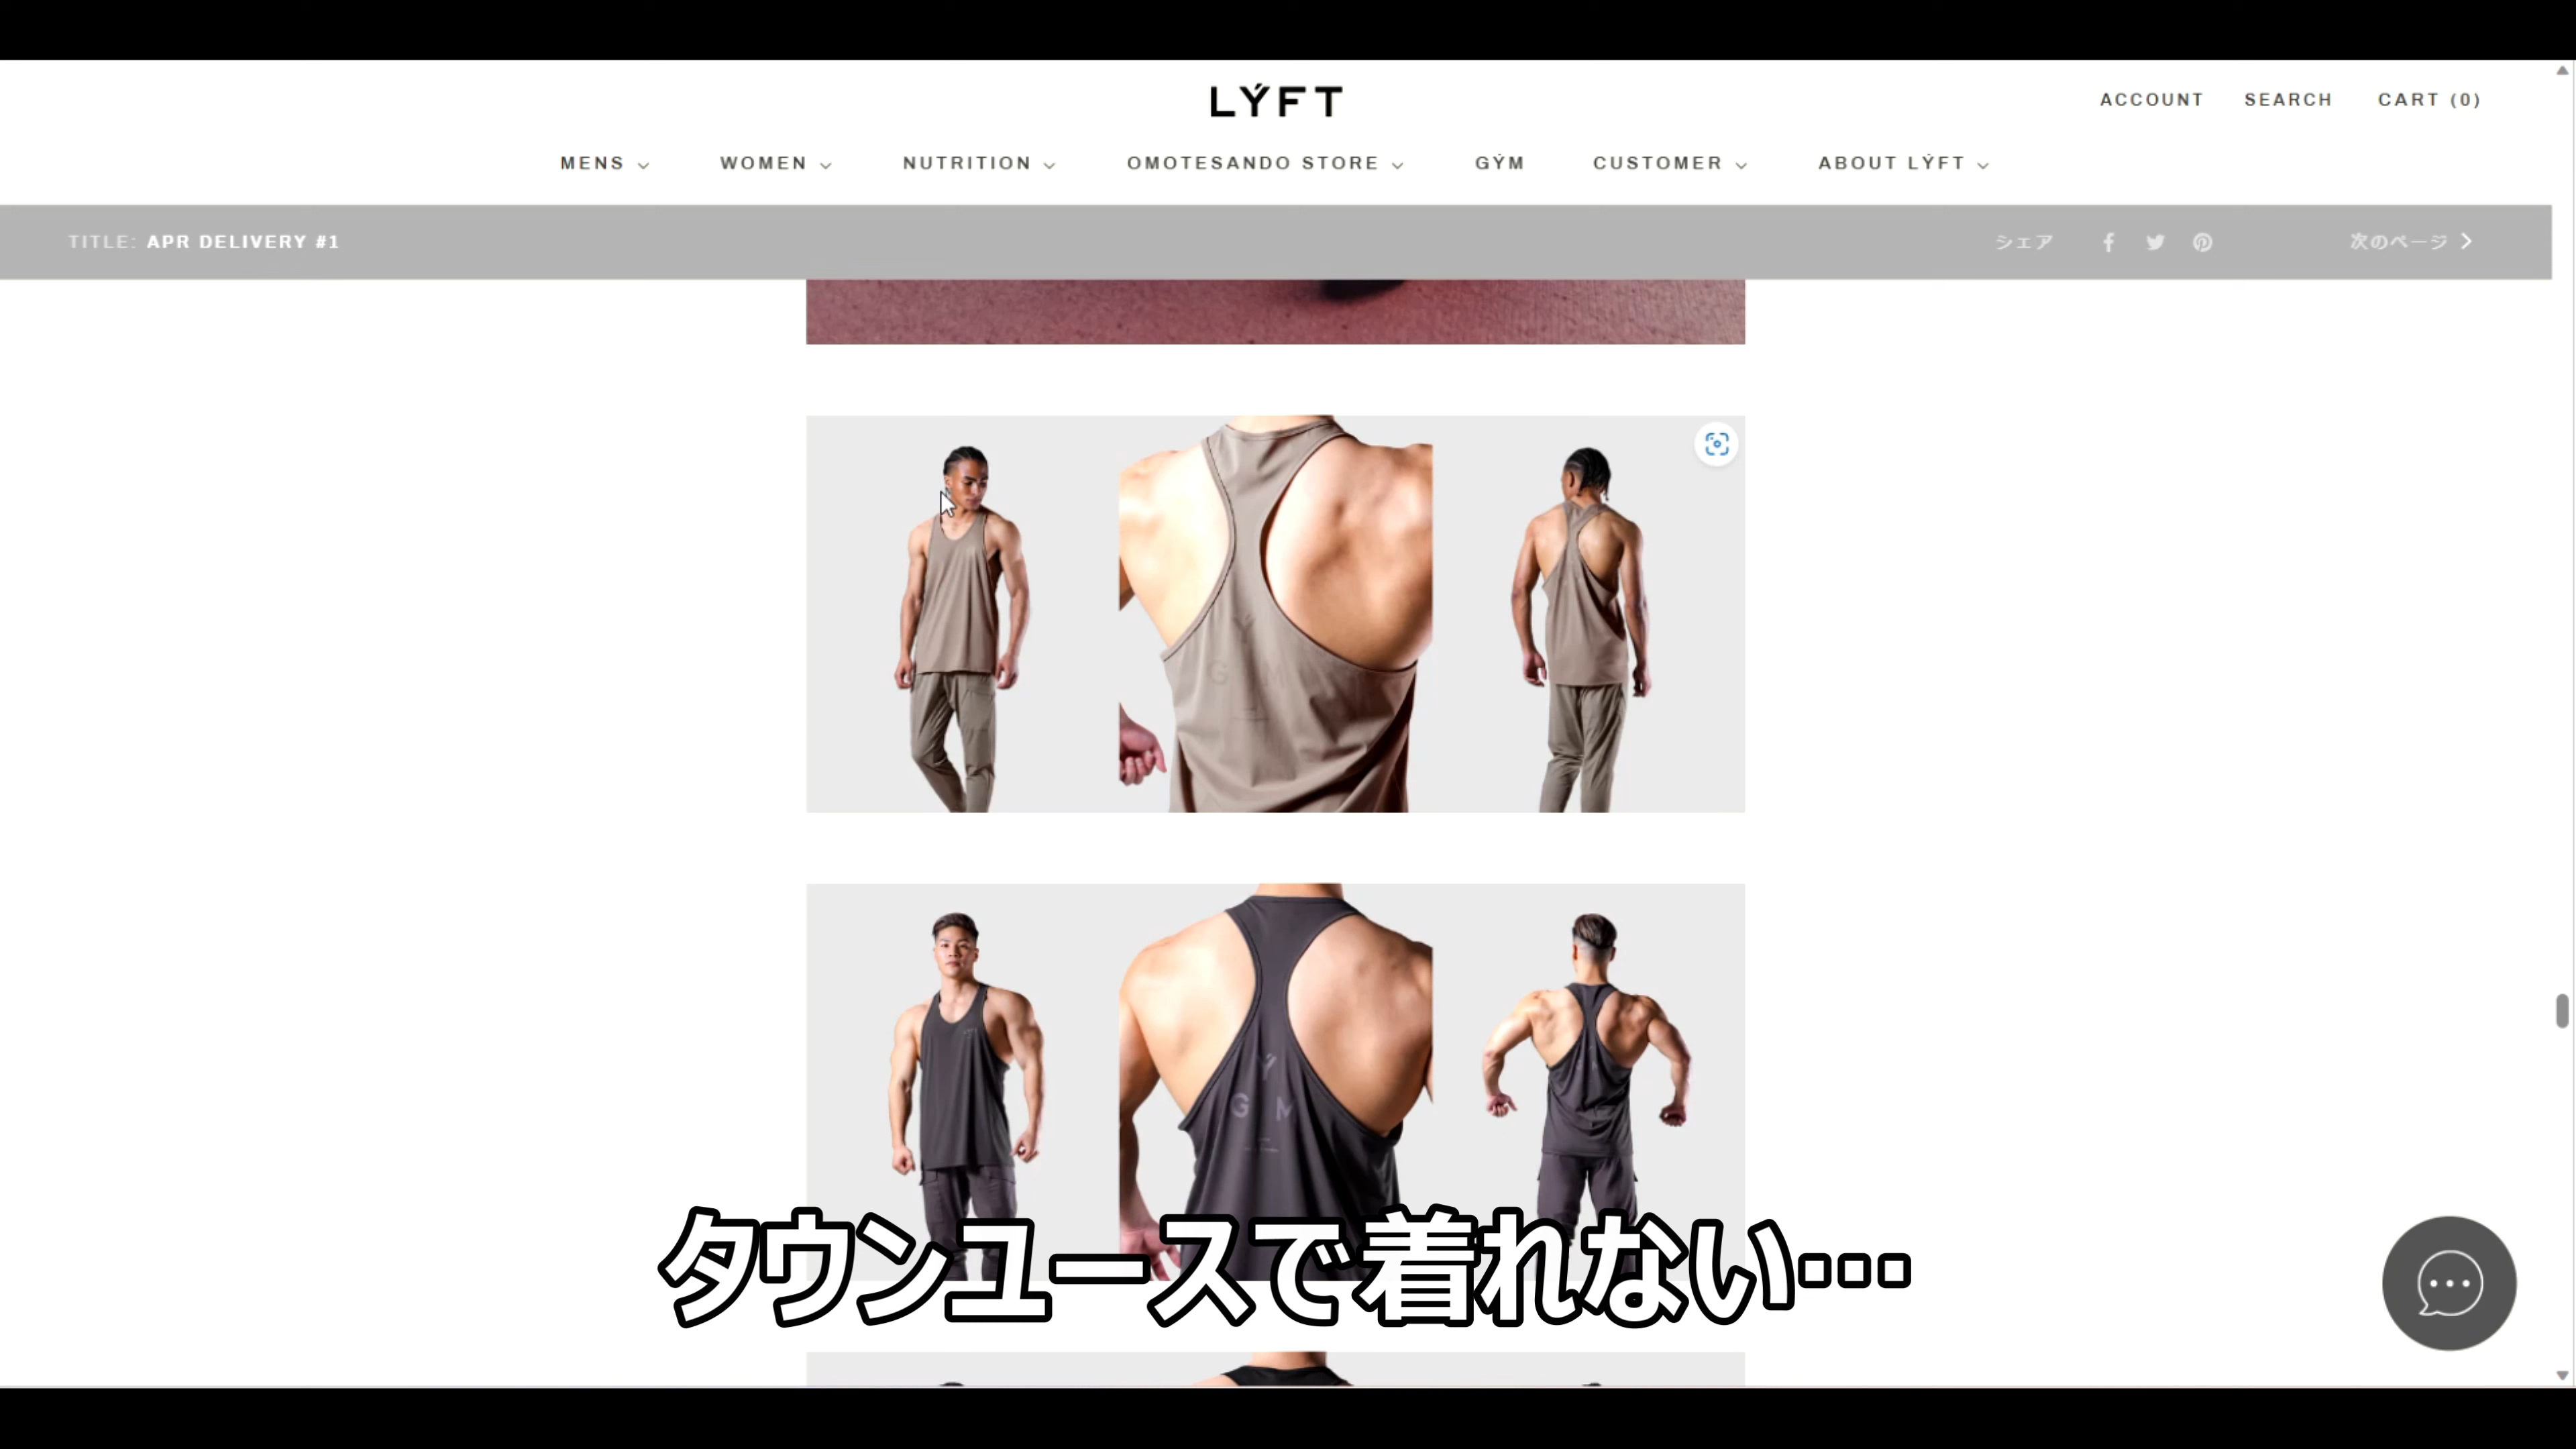 LÝFT
ACCOUNT SEARCH CART (0)
MENS WOMEN NUTRITION OMOTESANDO STORE GÝM CUSTOMER ABOUT LÝFT
TITLE: APR DELIVERY #1 シェア 次のページ
Ý
G M
Ý
G M
タウンユースで着れない…